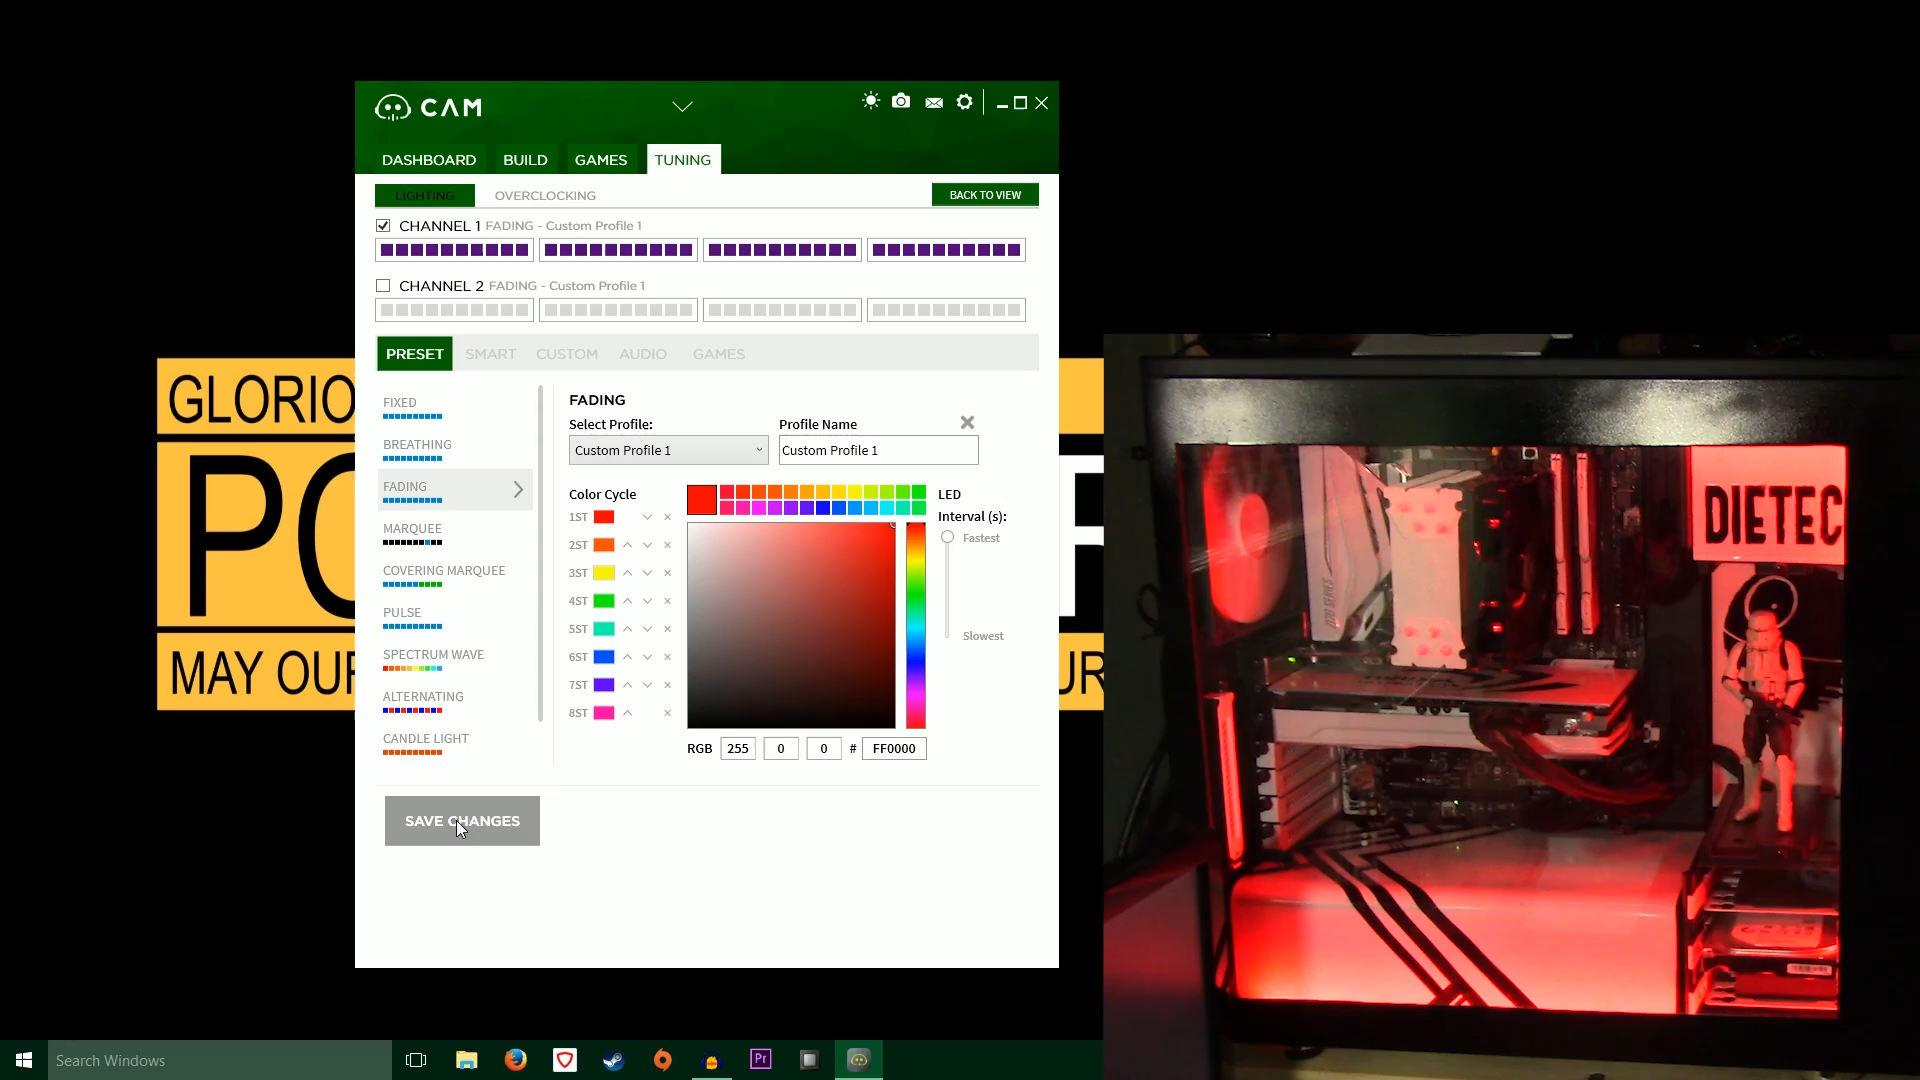 CAM
DASHBOARD BUILD GAMES TUNING
LIGHTING OVERCLOCKING BACK TO VIEW
CHANNEL 1 FADING - Custom Profile 1
CHANNEL 2 FADING - Custom Profile 1
PRESET SMART CUSTOM AUDIO GAMES
FIXED
BREATHING
FADING
MARQUEE
COVERING MARQUEE
PULSE
SPECTRUM WAVE
ALTERNATING
CANDLE LIGHT
FADING
Select Profile: Profile Name
Custom Profile 1 Custom Profile 1
Color Cycle
1ST
2ST
3ST
4ST
5ST
6ST
7ST
8ST
LED
Interval (s):
Fastest
Slowest
RGB 255 0 0 # FF0000
SAVE CHANGES
GLORIO
PC
MAY OUR
UR
DIETEC
Search Windows
Pr